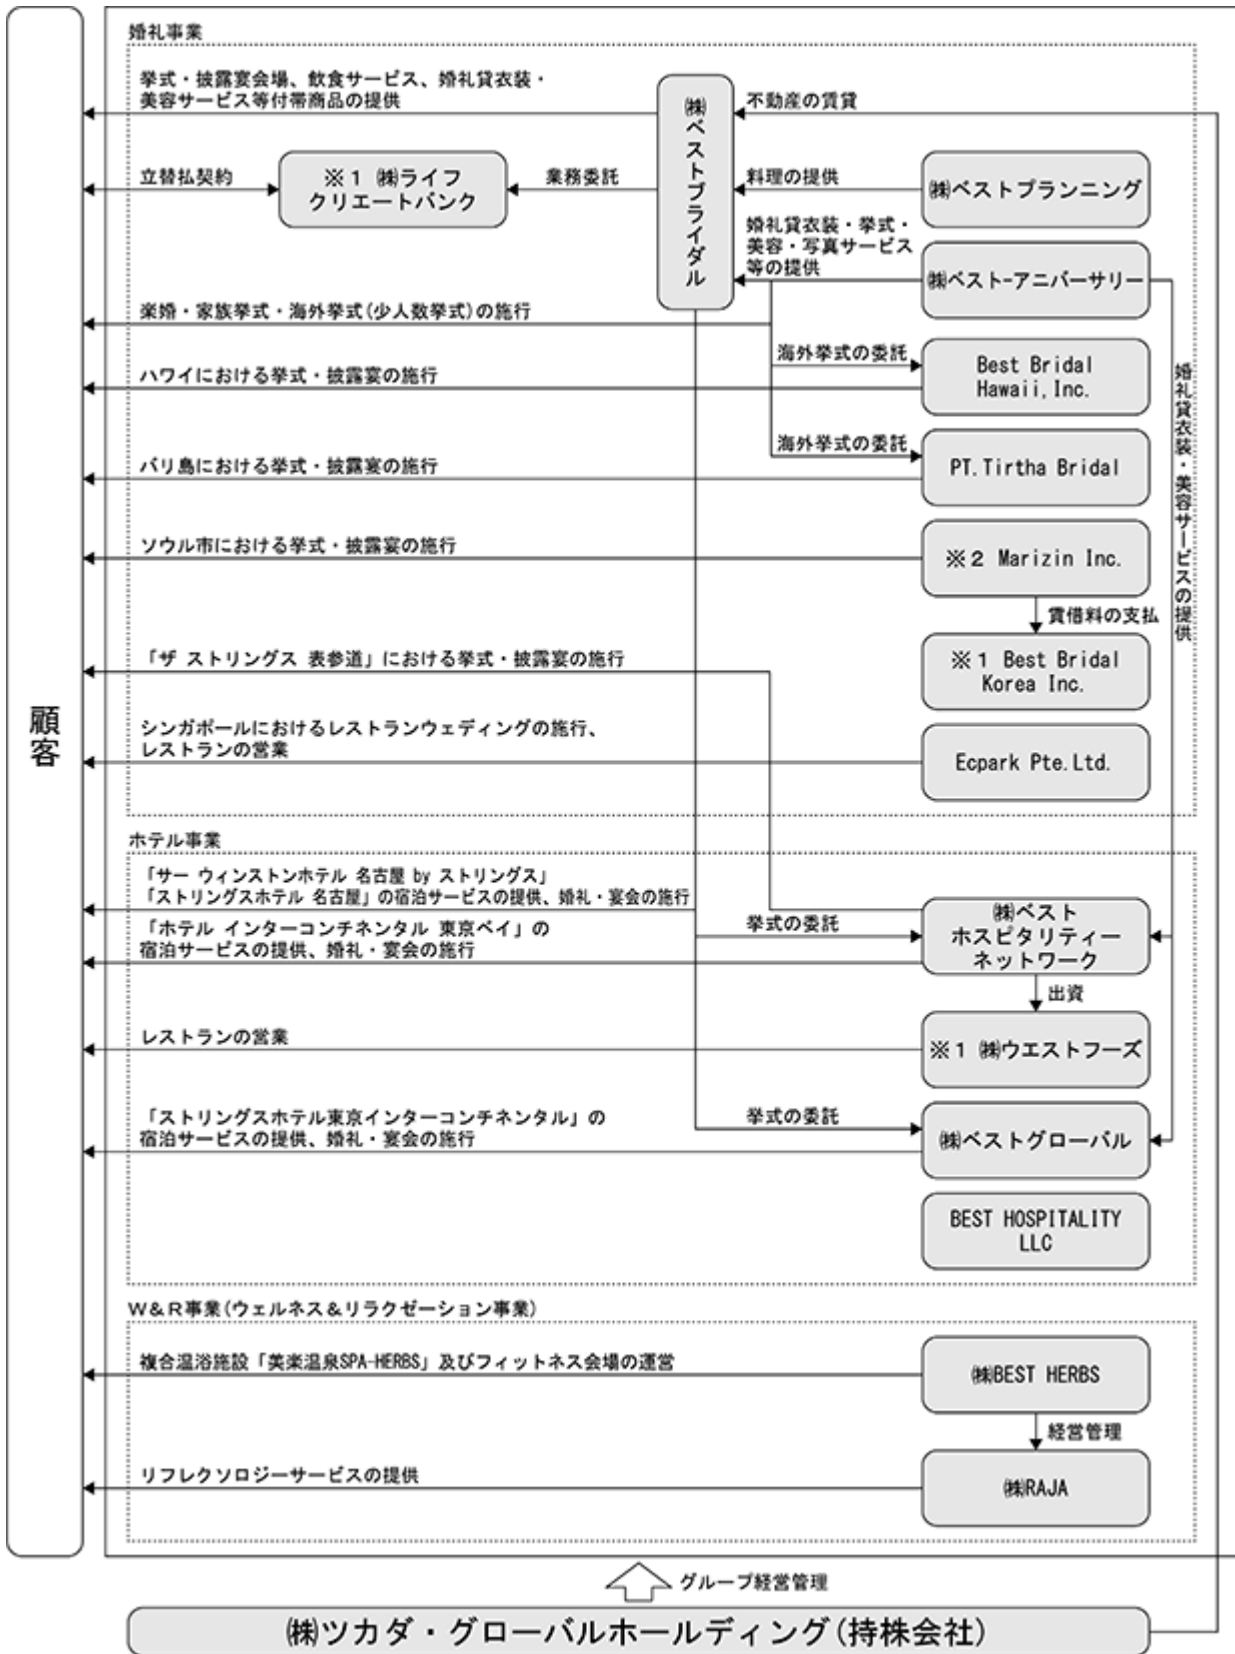 顧客
婚礼事業
挙式・披露宴会場、飲食サービス、婚礼貸衣装・
美容サービス等付帯商品の提供
㈱ベストブライダル
不動産の賃貸
立替払契約
※1 ㈱ライフ
クリエートバンク
業務委託
料理の提供
㈱ベストプランニング
婚礼貸衣装・挙式・
美容・写真サービス
等の提供
㈱ベスト-アニバーサリー
楽婚・家族挙式・海外挙式(少人数挙式)の施行
海外挙式の委託
Best Bridal
Hawaii,Inc.
ハワイにおける挙式・披露宴の施行
婚礼貸衣装・美容サービスの提供
海外挙式の委託
PT.Tirtha Bridal
バリ島における挙式・披露宴の施行
ソウル市における挙式・披露宴の施行
※2 Marizin Inc.
賃借料の支払
「ザ ストリングス 表参道」における挙式・披露宴の施行
※1 Best Bridal
Korea Inc.
シンガポールにおけるレストランウェディングの施行、
レストランの営業
Ecpark Pte.Ltd.
ホテル事業
「サー ウィンストンホテル 名古屋 by ストリングス」
「ストリングスホテル 名古屋」の宿泊サービスの提供、婚礼・宴会の施行
「ホテル インターコンチネンタル 東京ベイ」の
宿泊サービスの提供、婚礼・宴会の施行
挙式の委託
㈱ベスト
ホスピタリティー
ネットワーク
出資
レストランの営業
※1 ㈱ウエストフーズ
「ストリングスホテル東京インターコンチネンタル」の
宿泊サービスの提供、婚礼・宴会の施行
挙式の委託
㈱ベストグローバル
BEST HOSPITALITY
LLC
W&R事業(ウェルネス&リラクゼーション事業)
複合温浴施設「美楽温泉SPA-HERBS」及びフィットネス会場の運営
㈱BEST HERBS
経営管理
リフレクソロジーサービスの提供
㈱RAJA
グループ経営管理
㈱ツカダ・グローバルホールディング(持株会社)